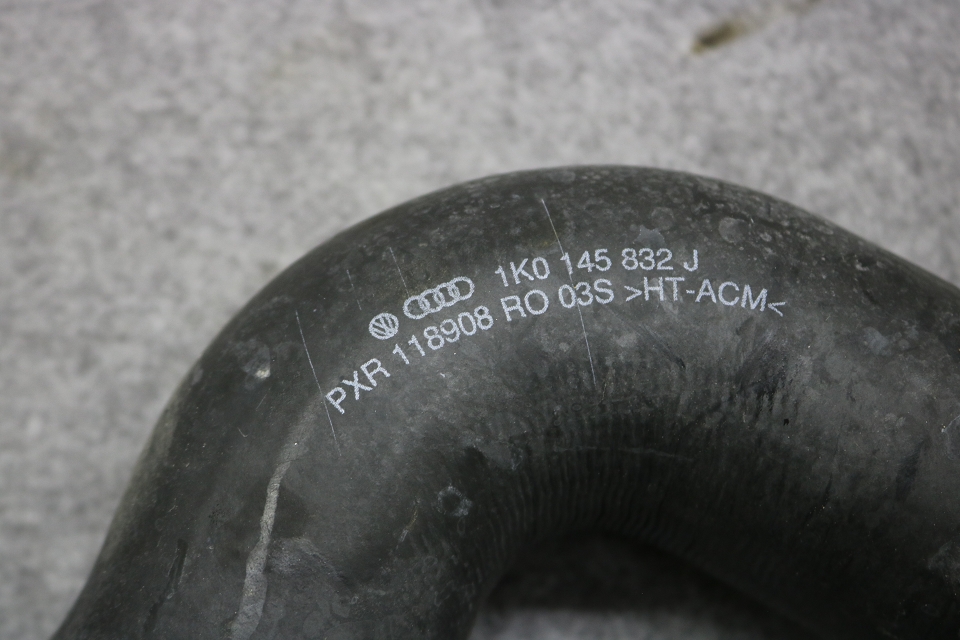 1K0 145 832 J
PXR 118908 RO 03S >HT-ACM<